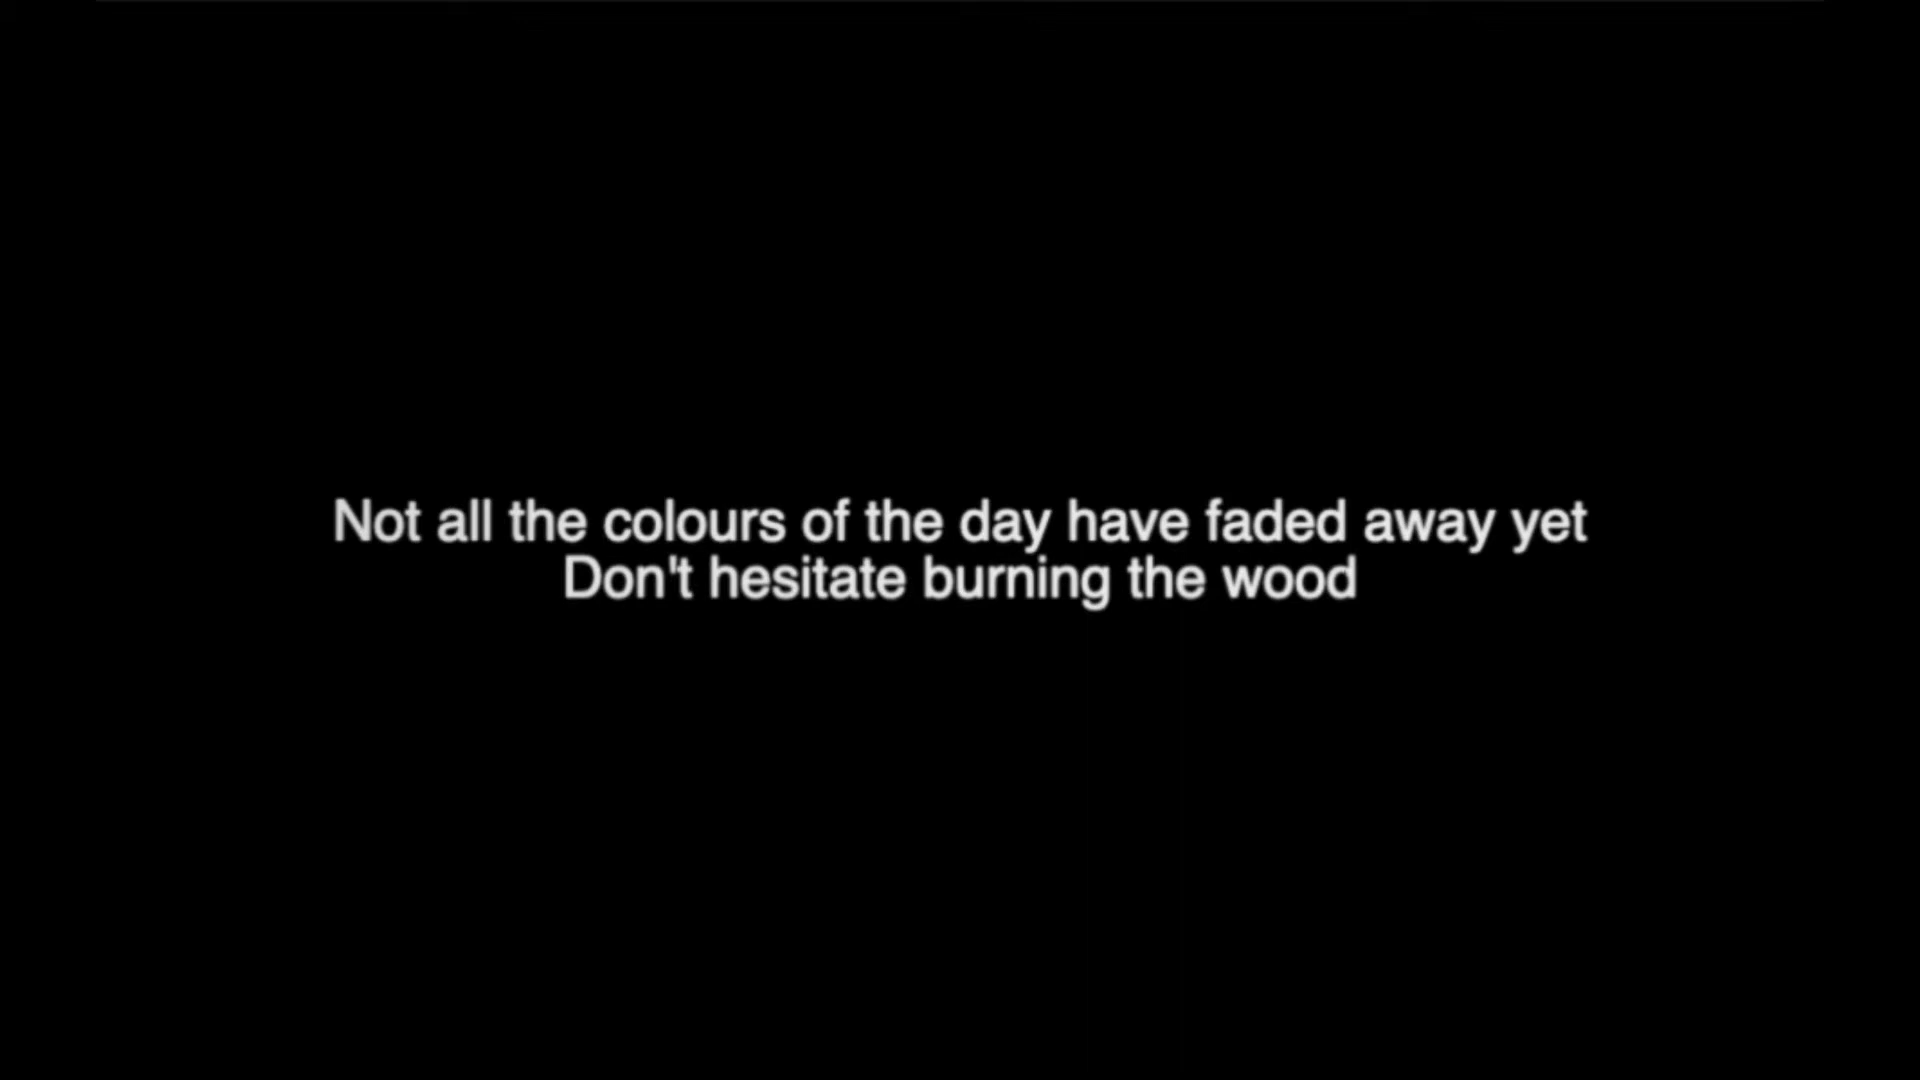 Not all the colours of the day have faded away yet
Don't hesitate burning the wood